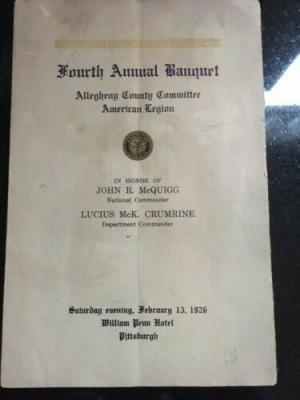 Fourth Annual Banquet
Allegheny County Committee
American Legion
IN HONOR OF
JOHN R. McQUIGG
National Commander
LUCIUS McK. CRUMRINE
Department Commander
Saturday evening, February 13, 1926
William Penn Hotel
Pittsburgh